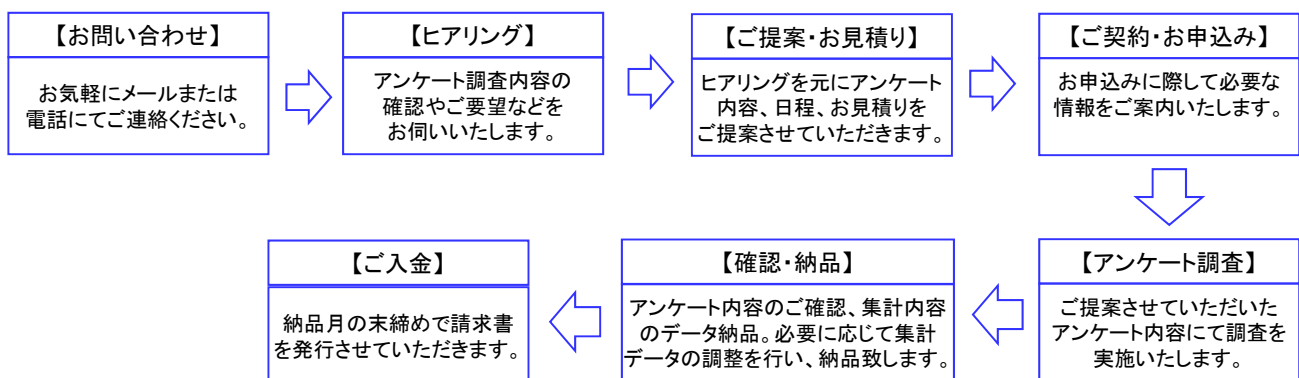 【お問い合わせ】
お気軽にメールまたは
電話にてご連絡ください。
【ヒアリング】
アンケート調査内容の
確認やご要望などを
お伺いいたします。
【ご提案・お見積り】
ヒアリングを元にアンケート
内容、日程、お見積りを
ご提案させていただきます。
【ご契約・お申込み】
お申込みに際して必要な
情報をご案内いたします。
【アンケート調査】
ご提案させていただいた
アンケート内容にて調査を
実施いたします。
【確認・納品】
アンケート内容のご確認、集計内容
のデータ納品。必要に応じて集計
データの調整を行い、納品致します。
【ご入金】
納品月の末締めで請求書
を発行させていただきます。